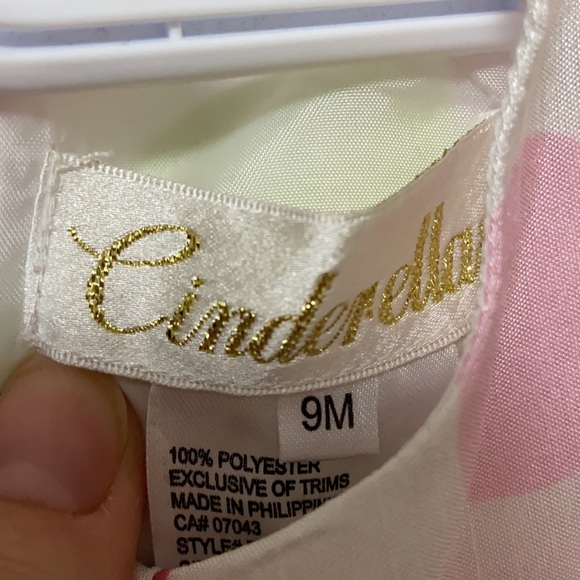 Cinderella
9M
100% POLYESTER
EXCLUSIVE OF TRIMS
MADE IN PHILIPPIN
CA# 07043
STYLE#